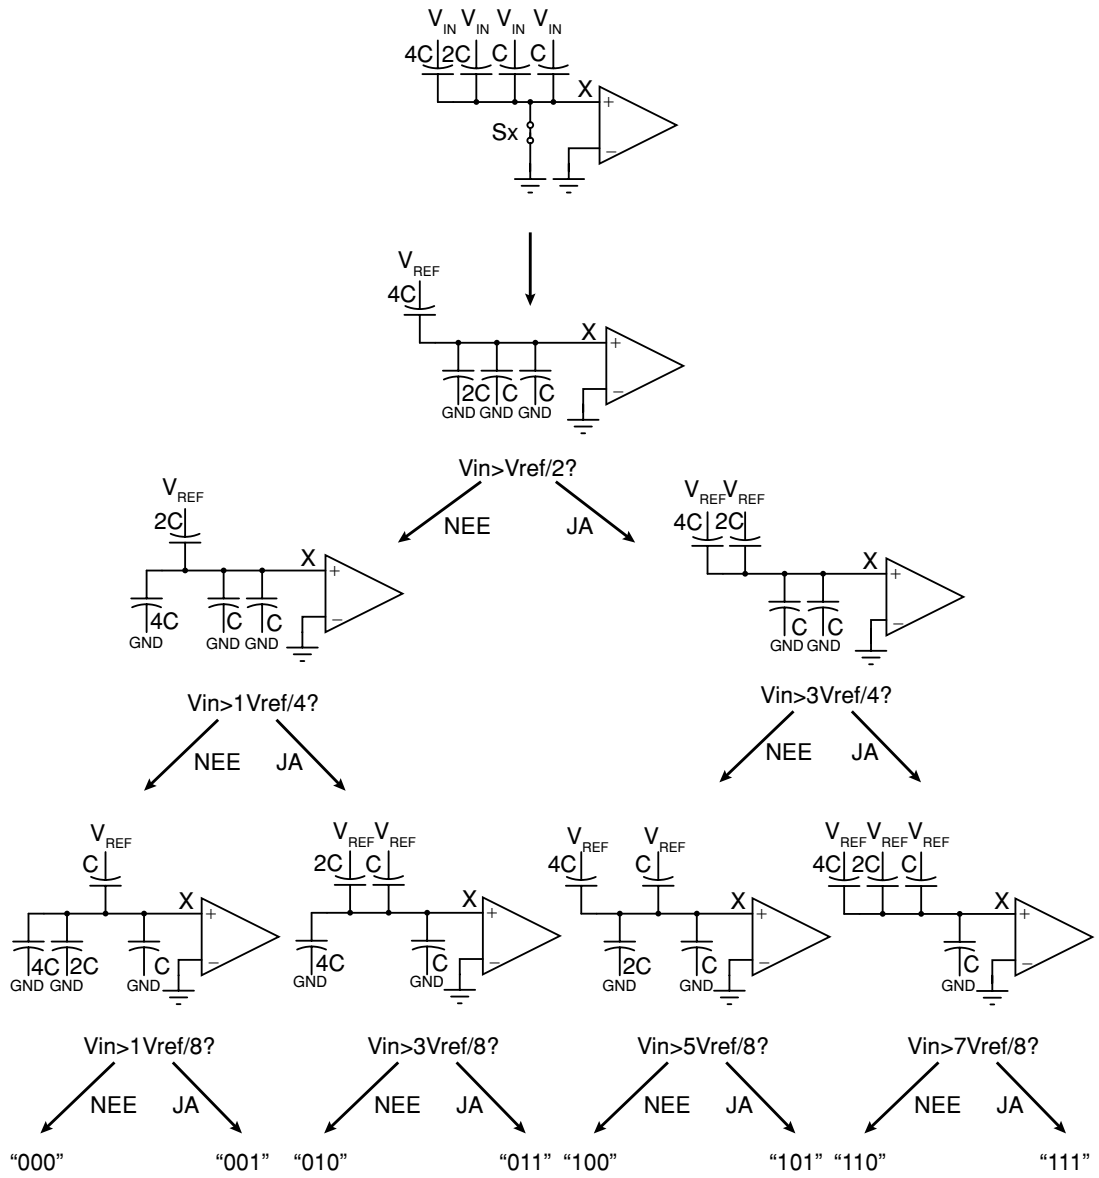 V_IN V_IN V_IN V_IN
4C 2C C C
X
+
−
Sx
V_REF
4C
X
+
−
2C C C
GND GND GND
Vin>Vref/2?
NEE JA
V_REF
2C
X
+
−
4C C C
GND GND GND
V_REF V_REF
4C 2C
X
+
−
C C
GND GND
Vin>1Vref/4?
NEE JA
Vin>3Vref/4?
NEE JA
V_REF
C
X
+
−
4C 2C C
GND GND GND
V_REF V_REF
2C C
X
+
−
4C C
GND GND
V_REF V_REF
4C C
X
+
−
2C C
GND GND
V_REF V_REF V_REF
4C 2C C
X
+
−
C
GND
Vin>1Vref/8? Vin>3Vref/8? Vin>5Vref/8? Vin>7Vref/8?
NEE JA NEE JA NEE JA NEE JA
“000” “001” “010” “011” “100” “101” “110” “111”